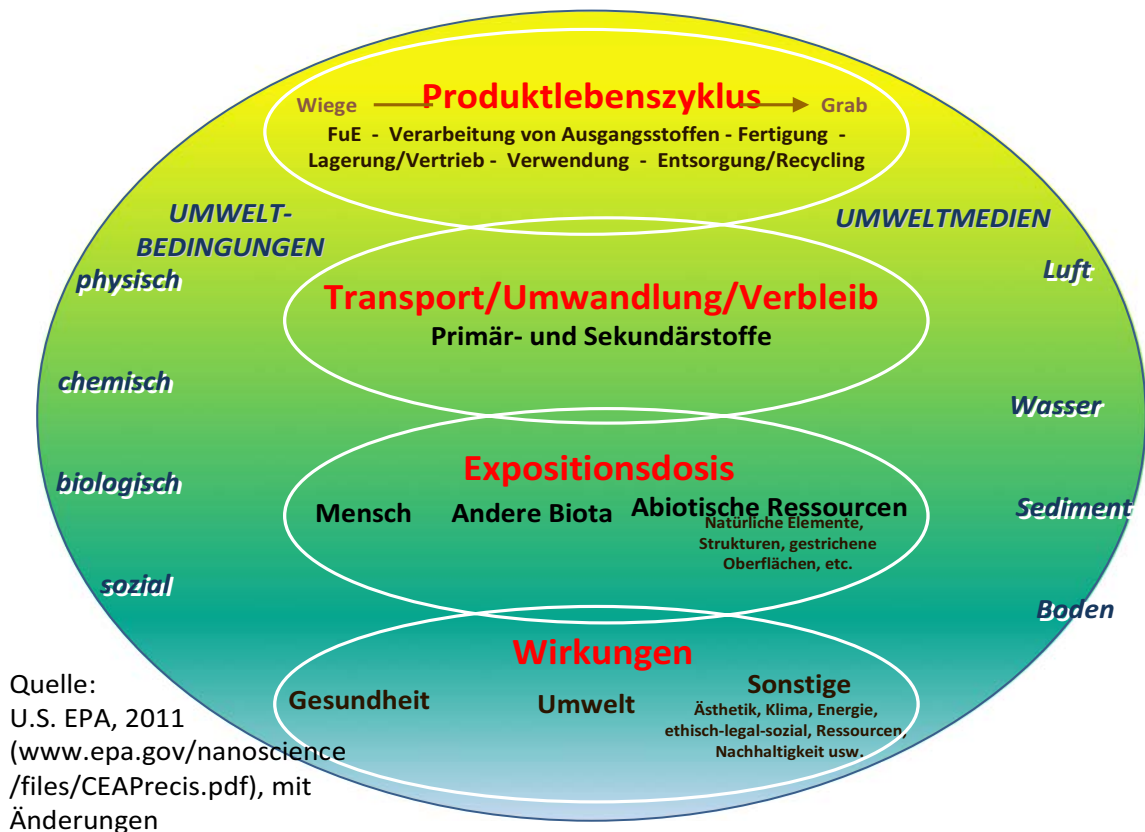 Produktlebenszyklus
Wiege Grab
FuE - Verarbeitung von Ausgangsstoffen - Fertigung -
Lagerung/Vertrieb - Verwendung - Entsorgung/Recycling
UMWELT-
BEDINGUNGEN
physisch
chemisch
biologisch
sozial
UMWELTMEDIEN
Luft
Wasser
Sediment
Boden
Transport/Umwandlung/Verbleib
Primär- und Sekundärstoffe
Expositionsdosis
Mensch Andere Biota Abiotische Ressourcen
Natürliche Elemente,
Strukturen, gestrichene
Oberflächen, etc.
Wirkungen
Gesundheit Umwelt Sonstige
Ästhetik, Klima, Energie,
ethisch-legal-sozial, Ressourcen,
Nachhaltigkeit usw.
Quelle:
U.S. EPA, 2011
(www.epa.gov/nanoscience
/files/CEAPrecis.pdf), mit
Änderungen